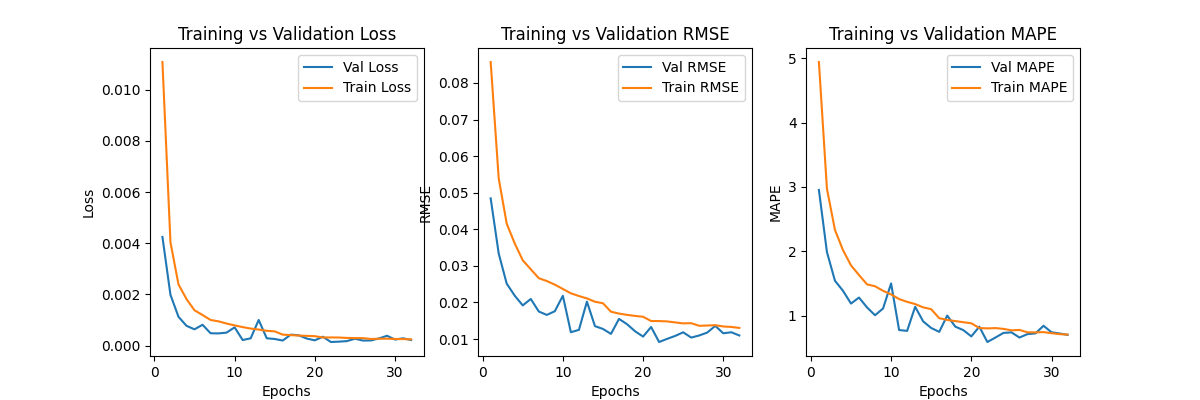 Training vs Validation Loss
Val Loss
Train Loss
0.010
0.008
0.006
0.004
0.002
0.000
Loss
0
10
20
30
Epochs
Training vs Validation RMSE
Val RMSE
Train RMSE
0.08
0.07
0.06
0.05
0.04
0.03
0.02
0.01
RMSE
0
10
20
30
Epochs
Training vs Validation MAPE
Val MAPE
Train MAPE
5
4
3
2
1
MAPE
0
10
20
30
Epochs